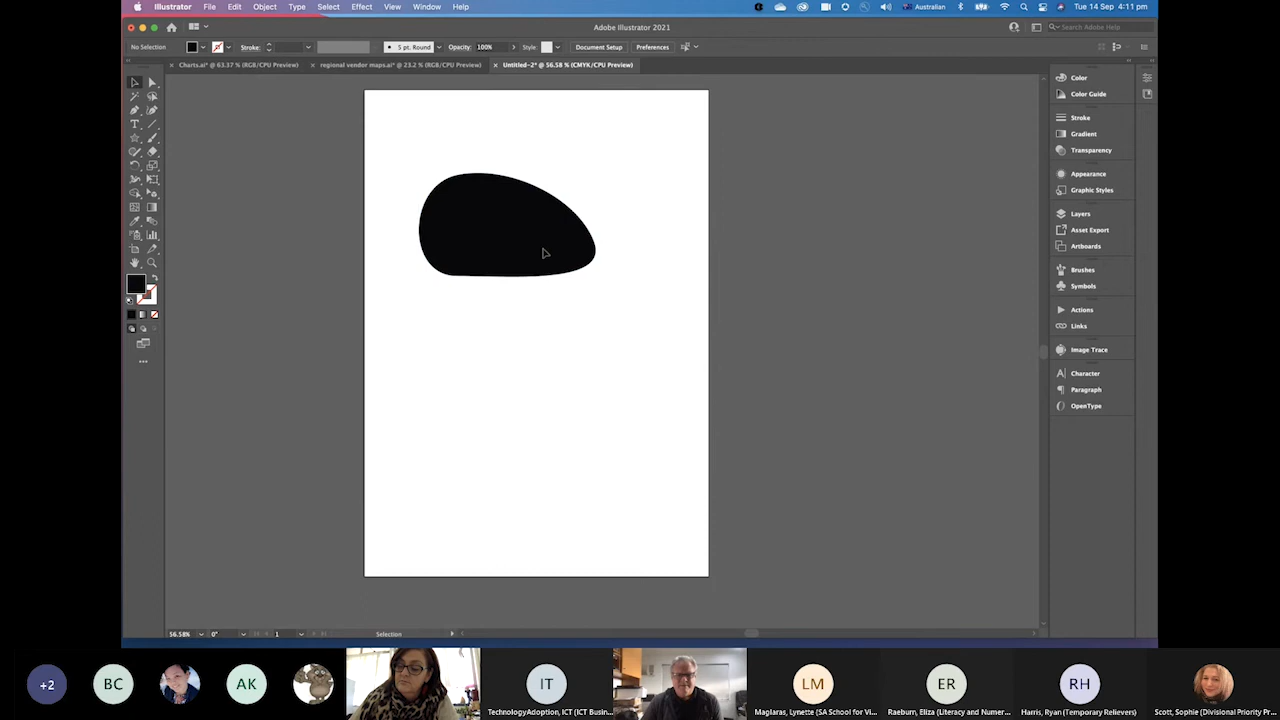 Illustrator File Edit Object Type Select Effect View Window Help
Australian Tue 14 Sep 4:11 pm
Adobe Illustrator 2021
Search Adobe Help
No Selection Stroke: 5 pt. Round Opacity: 100% Style: Document Setup Preferences
Charts.ai* @ 63.37 % (RGB/CPU Preview)
regional vendor maps.ai* @ 23.2 % (RGB/CPU Preview)
Untitled-2* @ 56.58 % (CMYK/CPU Preview)
Color
Color Guide
Stroke
Gradient
Transparency
Appearance
Graphic Styles
Layers
Asset Export
Artboards
Brushes
Symbols
Actions
Links
Image Trace
Character
Paragraph
OpenType
56.58% 0° 1 Selection
+2
BC
AK
IT
LM
ER
RH
TechnologyAdoption, ICT (ICT Busin...
Maglaras, Lynette (SA School for Vi...
Raeburn, Eliza (Literacy and Numer...
Harris, Ryan (Temporary Relievers)
Scott, Sophie (Divisional Priority Pr...